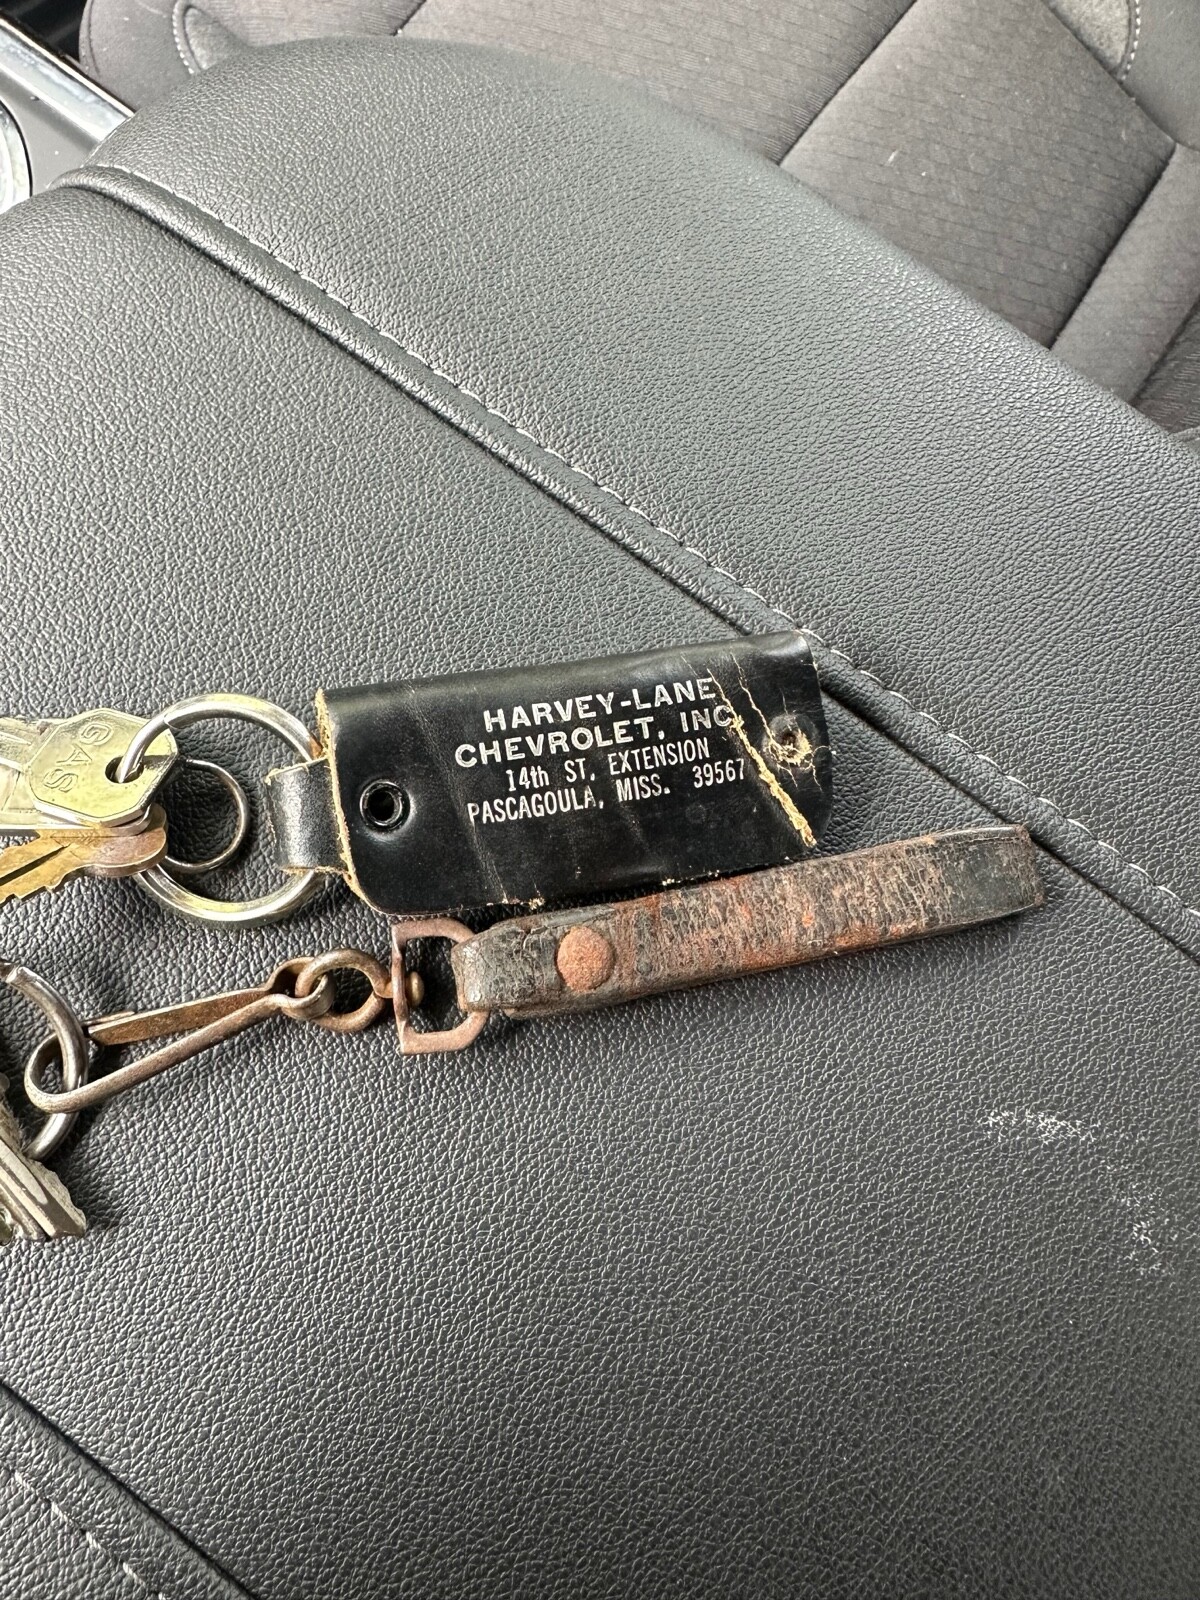 GAS
HARVEY-LANE
CHEVROLET, INC.
14th ST. EXTENSION
PASCAGOULA, MISS. 39567